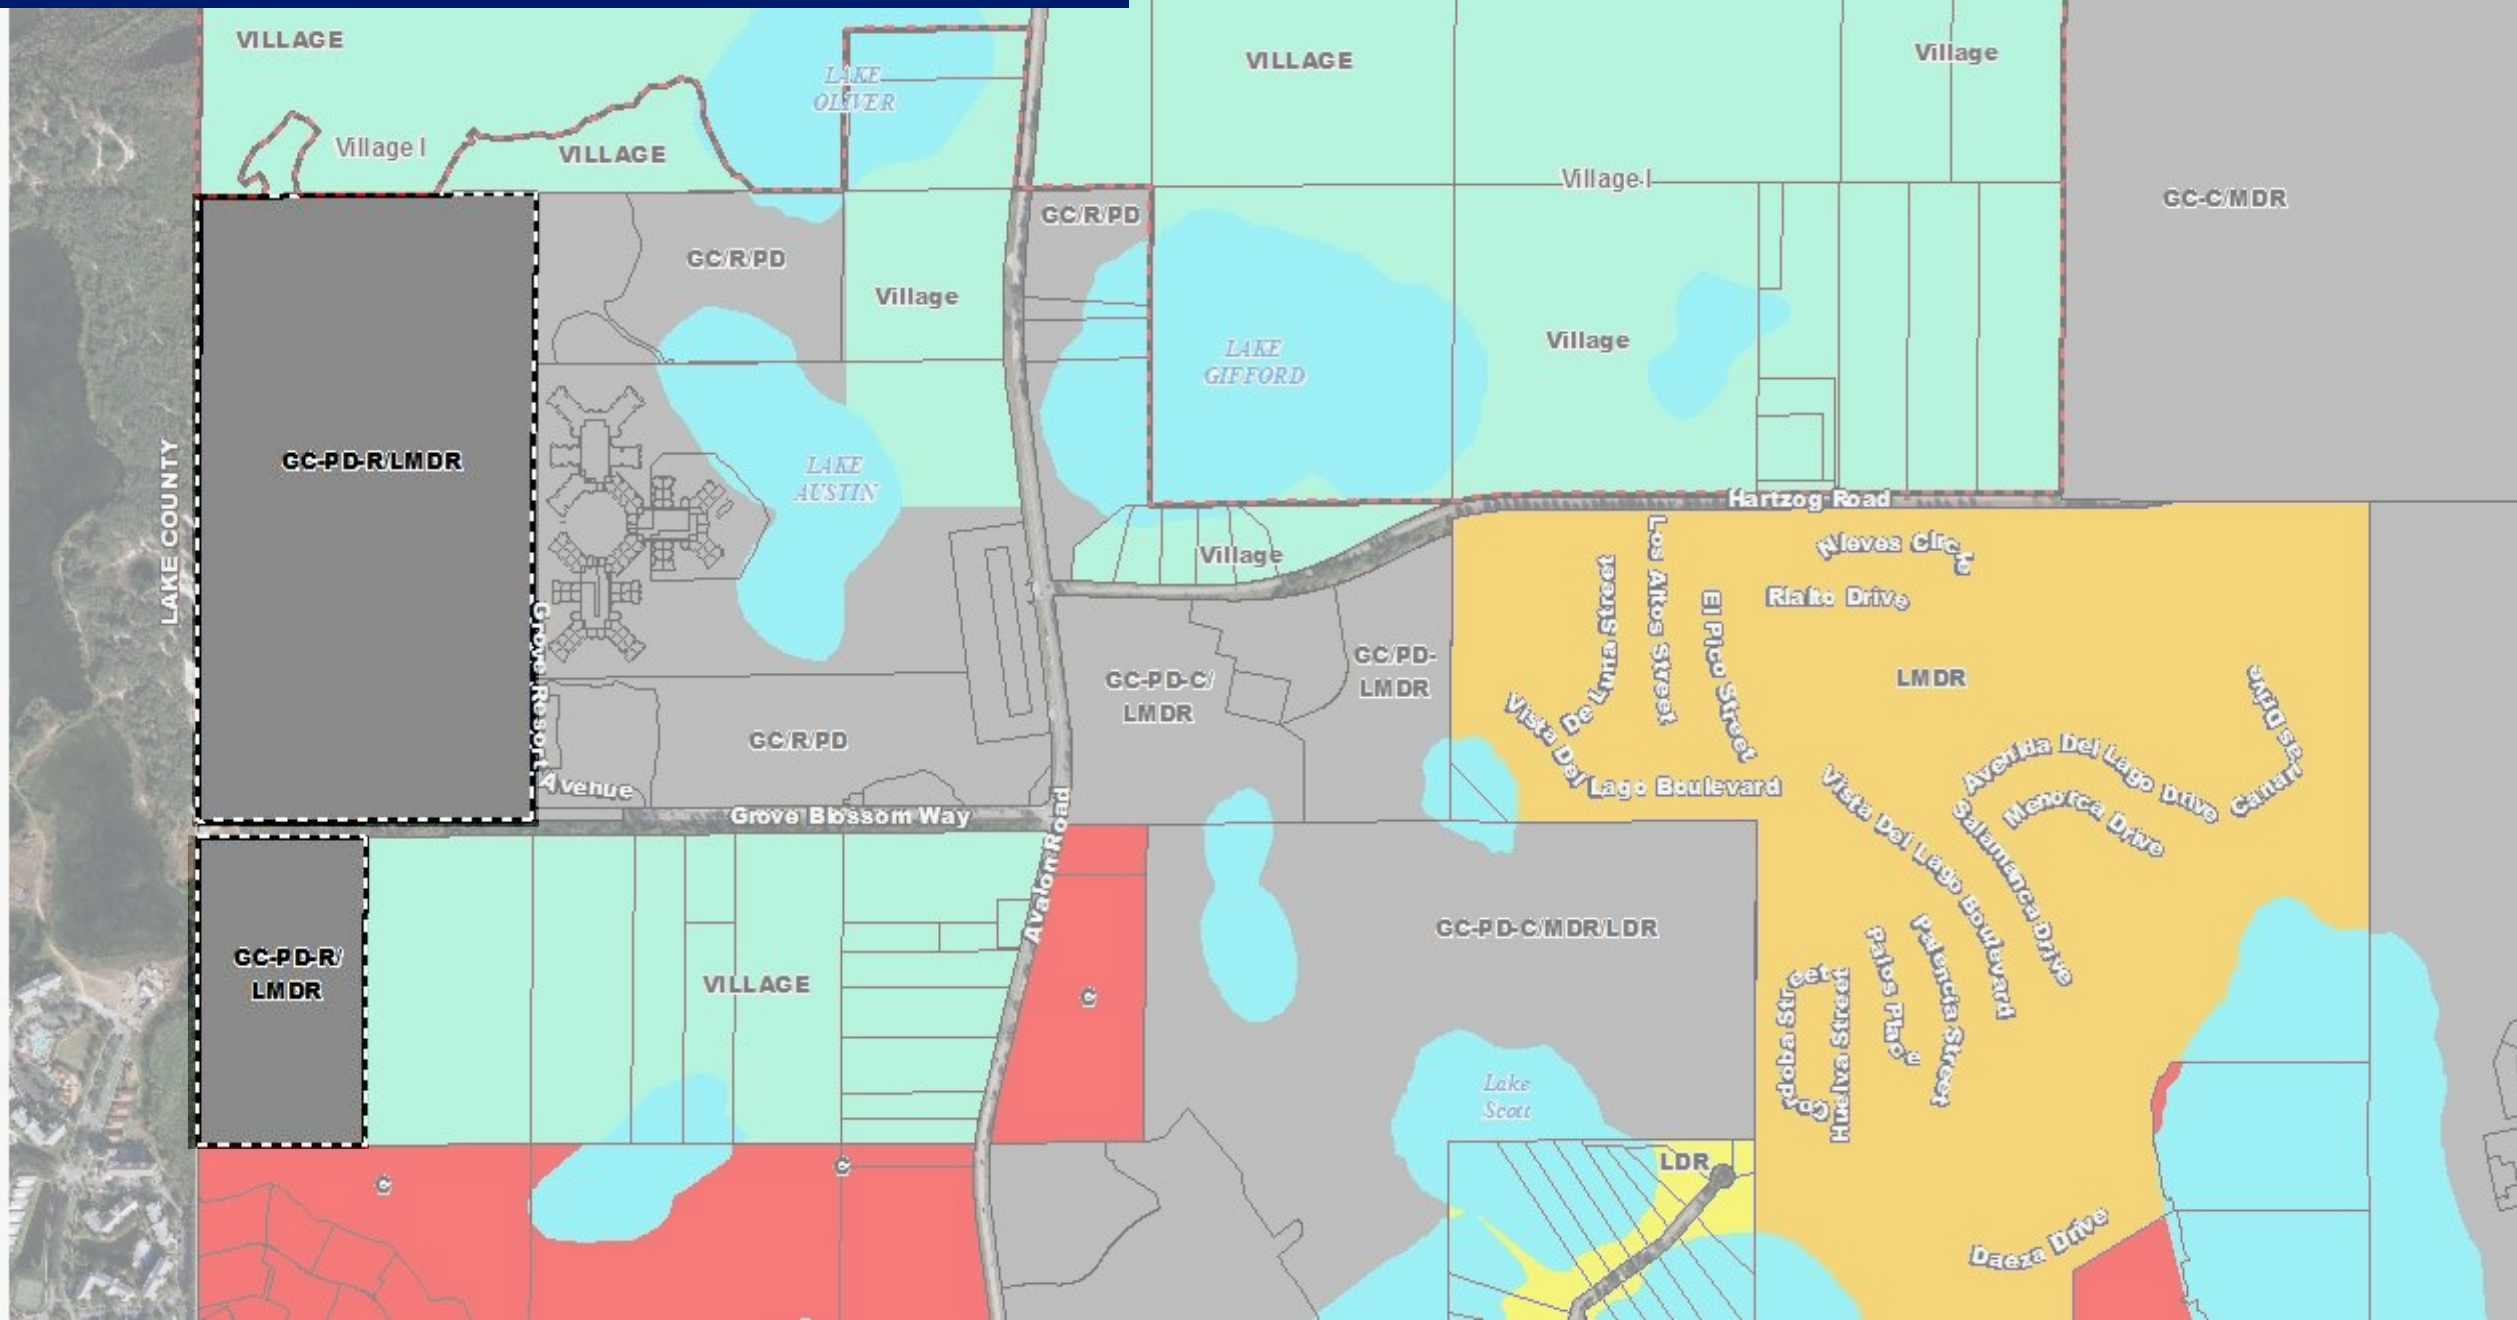 VILLAGE
VILLAGE
Village
LAKE
OLIVER
Village I
VILLAGE
Village-I
GC-C/MDR
GC/R/PD
GC/R/PD
Village
LAKE
GIFFORD
Village
GC-PD-R/LMDR
LAKE
AUSTIN
LAKE COUNTY
Hartzog Road
Village
Nieves Circle
Rialto Drive
De Luna Street
Los Altos Street
El Pico Street
Grove Resort
Avenue
GC-PD-C/
LMDR
GC/PD-
LMDR
LMDR
GC/R/PD
Vista Del Lago Boulevard
Avenida Del Lago Drive
Menorca Drive
Salamanca Drive
Vista Del Lago Boulevard
Grove Blossom Way
Avalon Road
GC-PD-R/
LMDR
VILLAGE
C
GC-PD-C/MDR/LDR
Palos Place
Palencia Street
Cordoba Street
Huelva Street
Lake
Scott
LDR
C
C
Daeza Drive